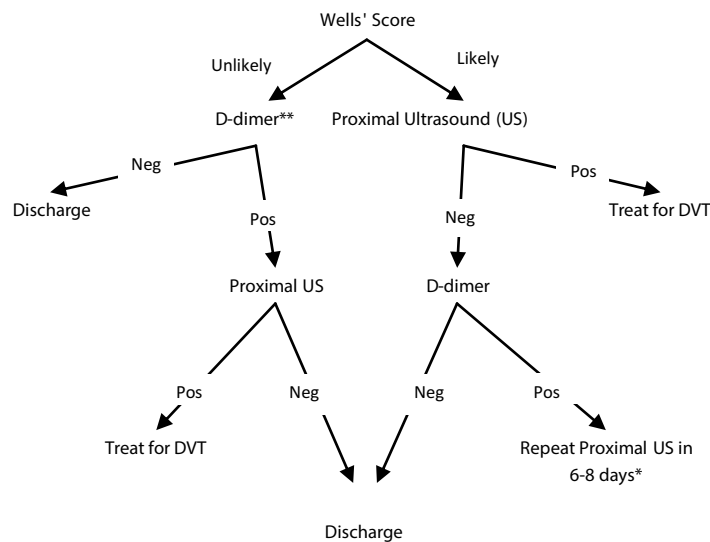 Wells' Score
Unlikely
Likely
D-dimer**
Proximal Ultrasound (US)
Neg
Pos
Discharge
Pos
Neg
Treat for DVT
Proximal US
D-dimer
Pos
Neg
Neg
Pos
Treat for DVT
Repeat Proximal US in
6-8 days*
Discharge